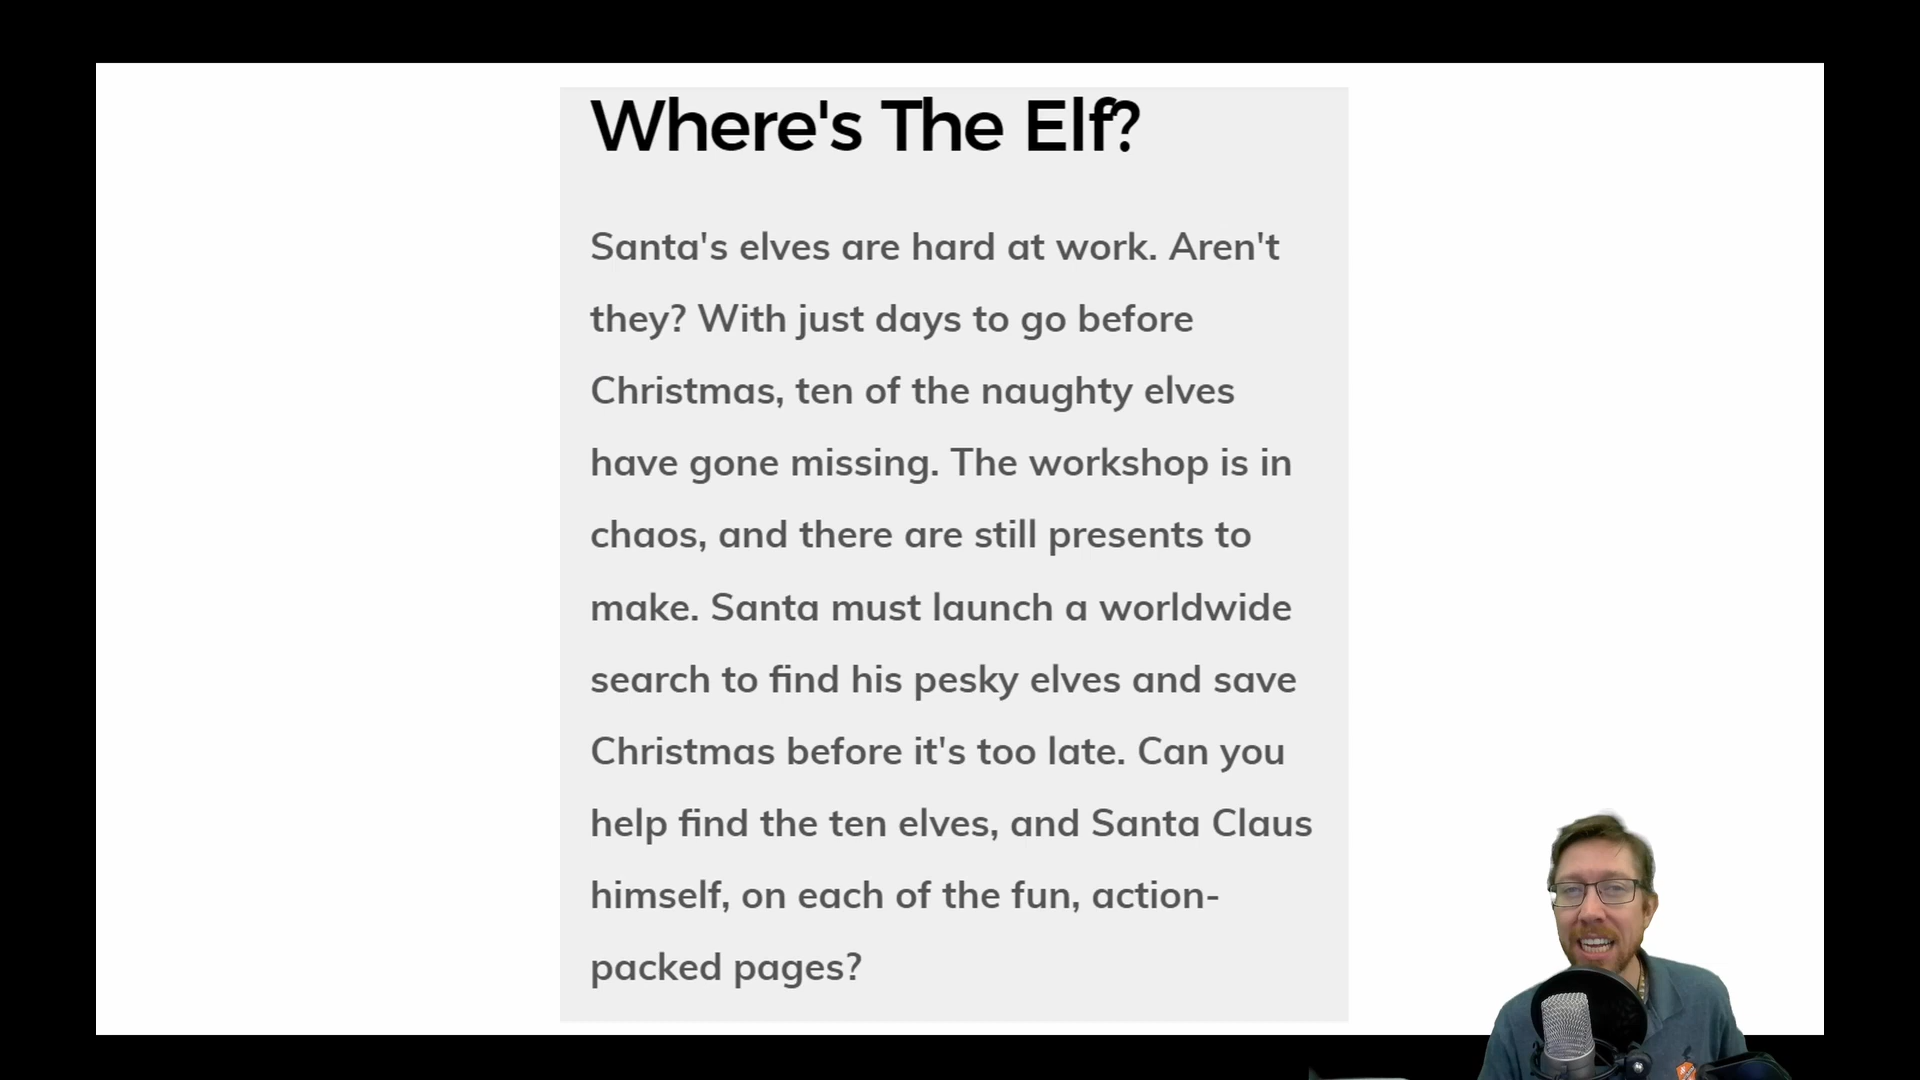 Where's The Elf?
Santa's elves are hard at work. Aren't
they? With just days to go before
Christmas, ten of the naughty elves
have gone missing. The workshop is in
chaos, and there are still presents to
make. Santa must launch a worldwide
search to find his pesky elves and save
Christmas before it's too late. Can you
help find the ten elves, and Santa Claus
himself, on each of the fun, action-
packed pages?